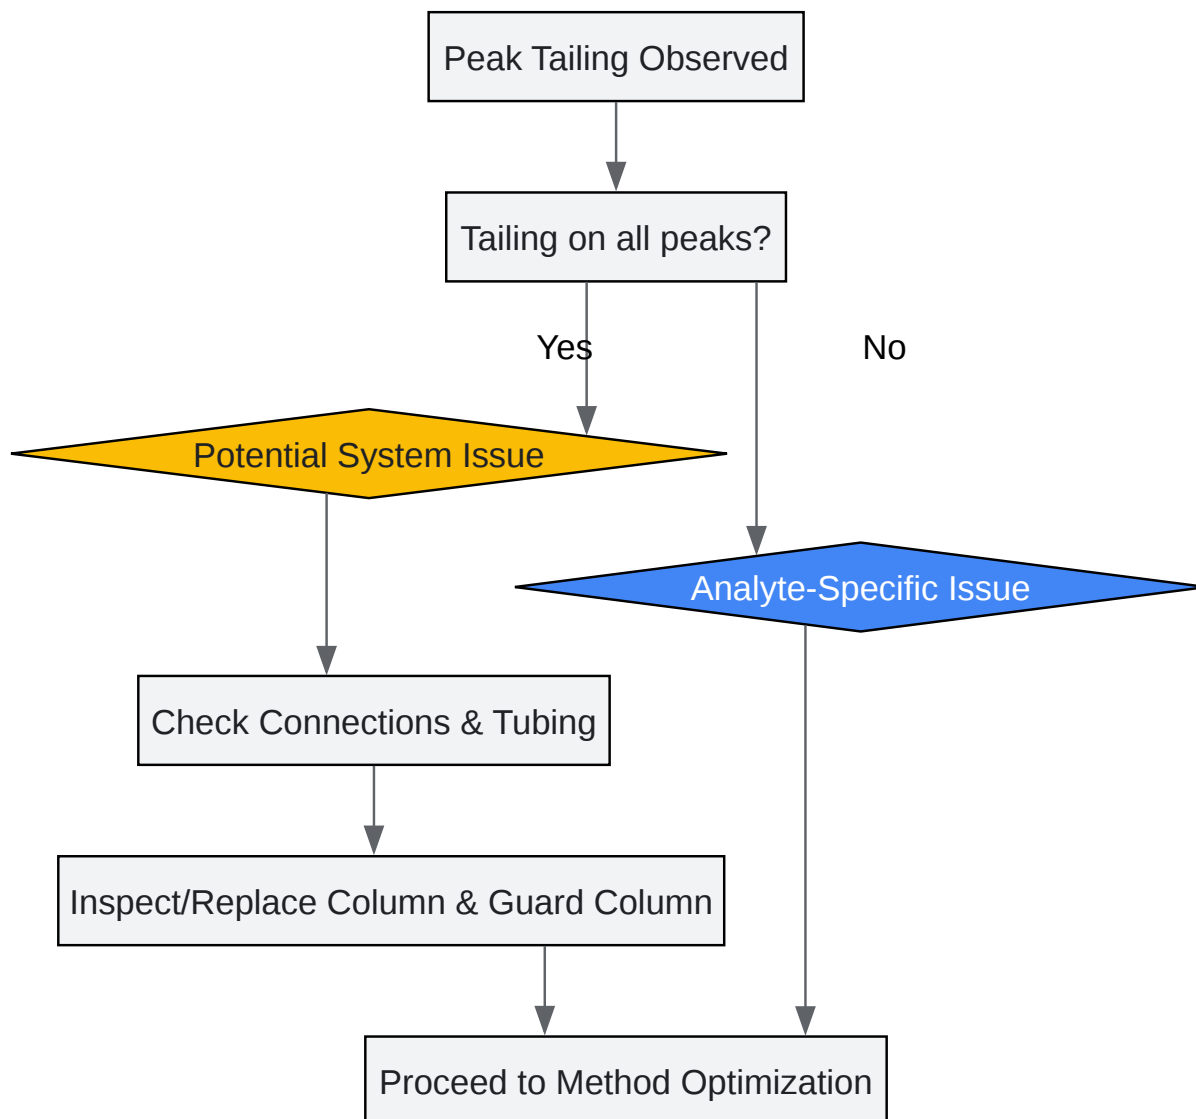 Peak Tailing Observed
Tailing on all peaks?
Yes
No
Potential System Issue
Analyte-Specific Issue
Check Connections & Tubing
Inspect/Replace Column & Guard Column
Proceed to Method Optimization